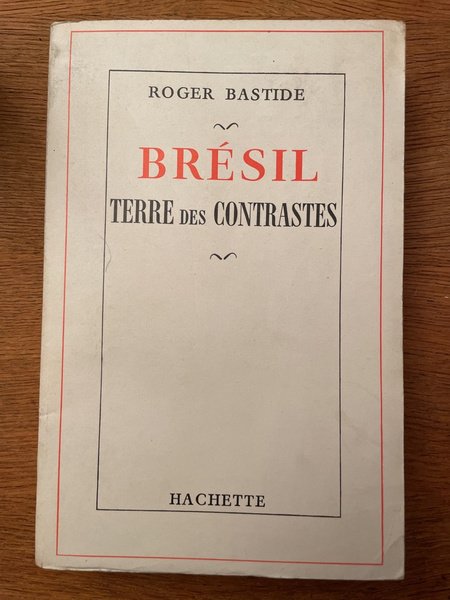 ROGER BASTIDE
BRÉSIL
TERRE DES CONTRASTES
HACHETTE